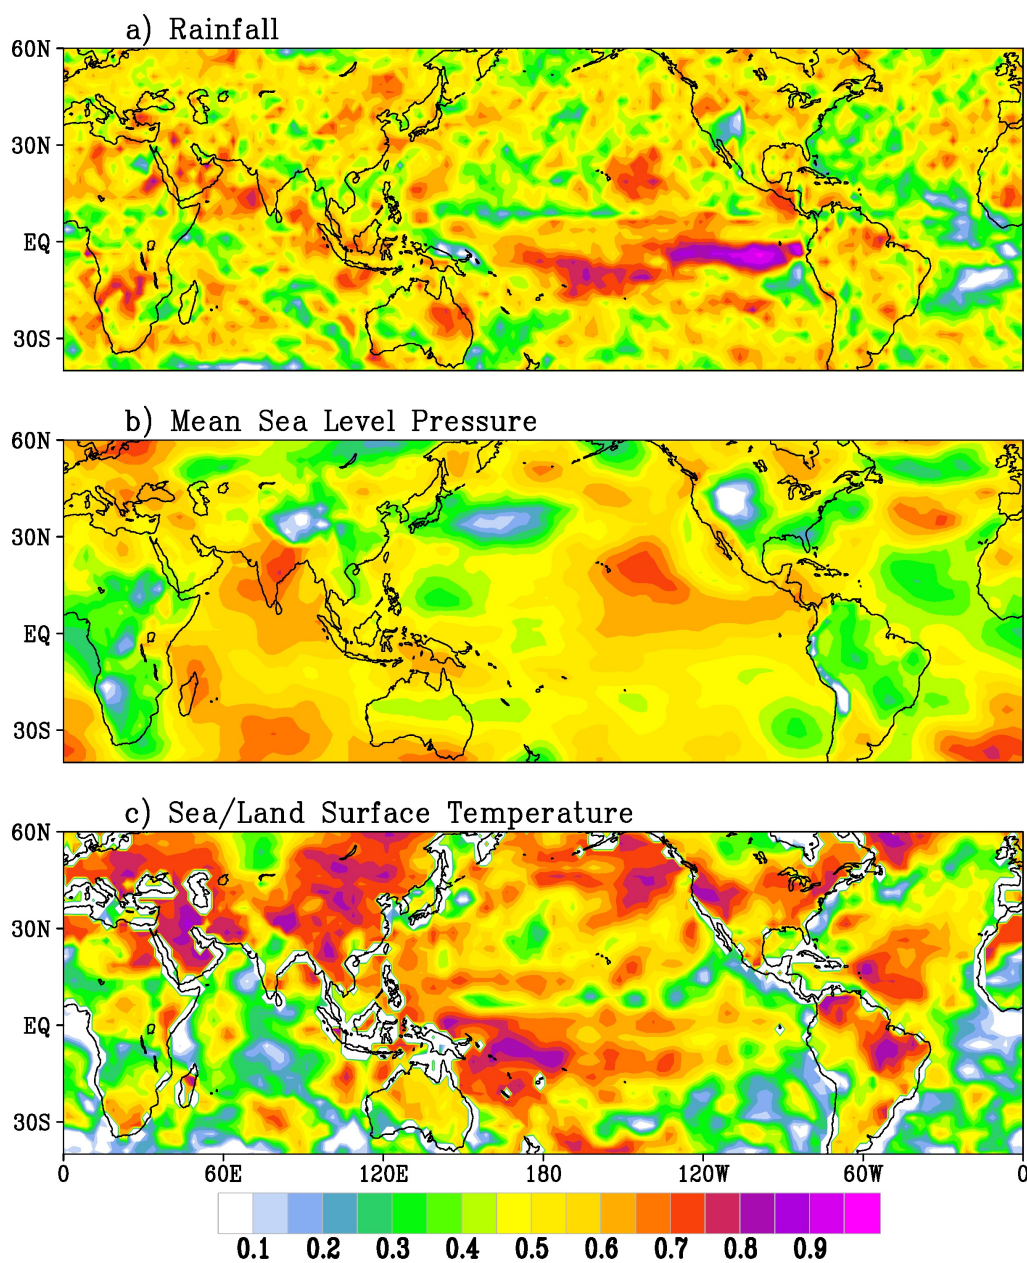 a) Rainfall
60N
30N
EQ
30S
b) Mean Sea Level Pressure
60N
30N
EQ
30S
c) Sea/Land Surface Temperature
60N
30N
EQ
30S
0 60E 120E 180 120W 60W 0
0.1 0.2 0.3 0.4 0.5 0.6 0.7 0.8 0.9